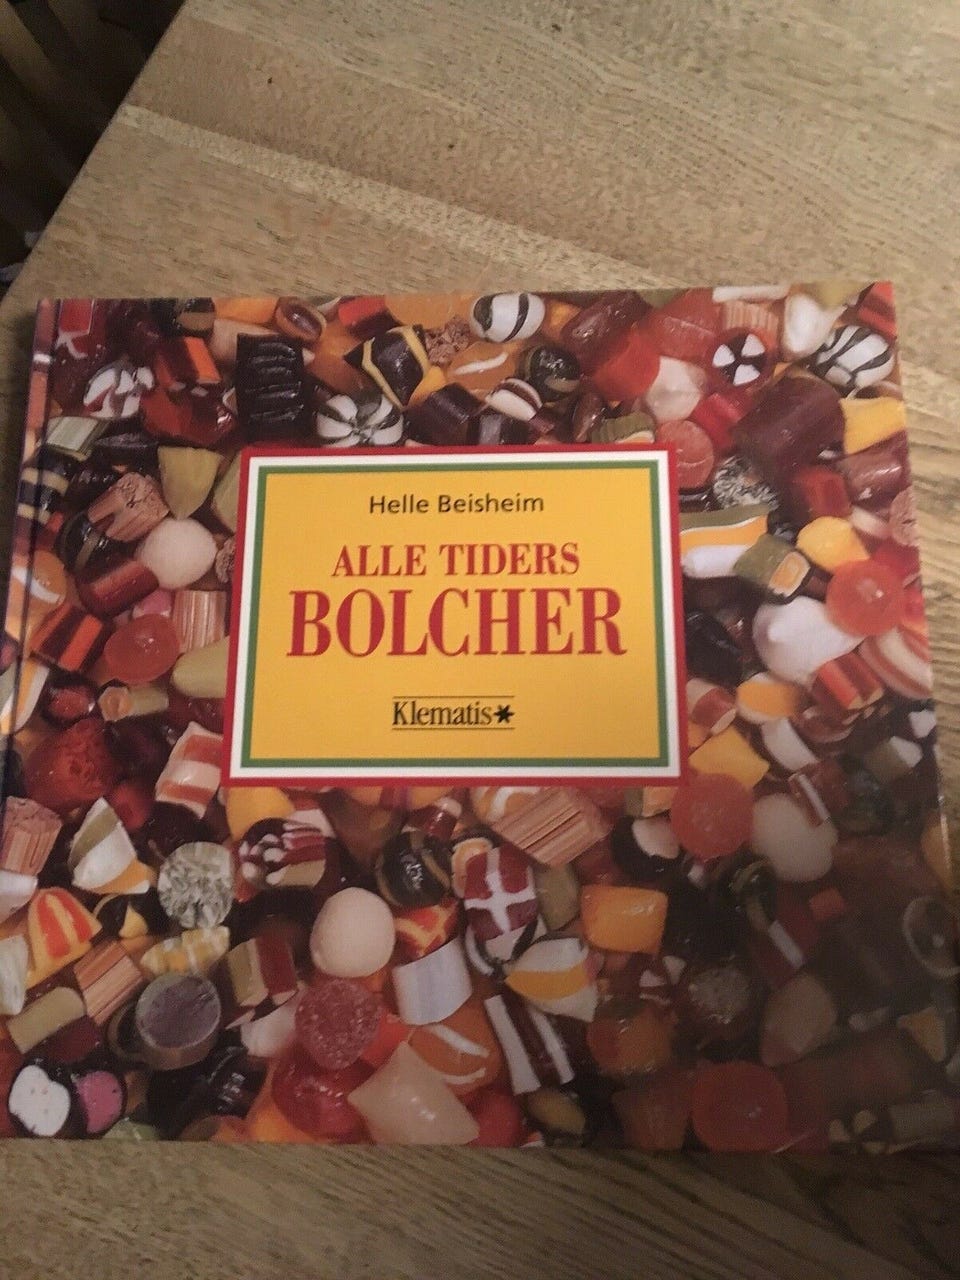 Helle Beisheim
ALLE TIDERS
BOLCHER
Klematis